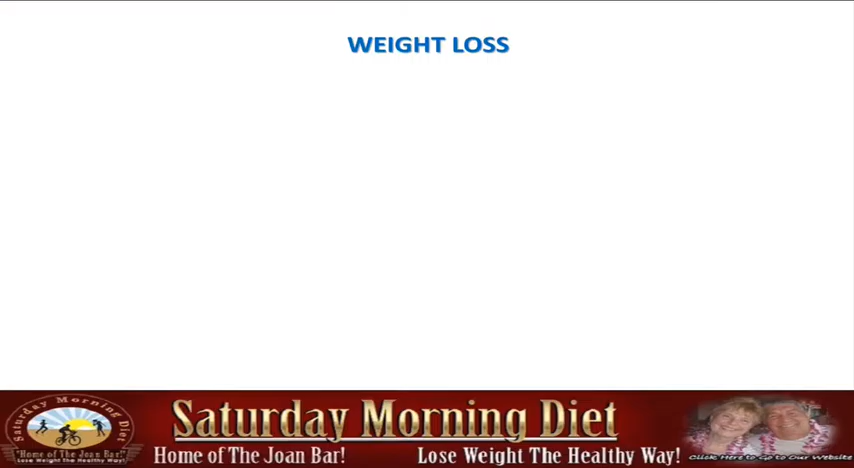 WEIGHT LOSS
Saturday Morning Diet
"Home of The Joan Bar!"
Lose Weight The Healthy Way!
Saturday Morning Diet
Home of The Joan Bar!
Lose Weight The Healthy Way!
Click Here to Go to Our Website